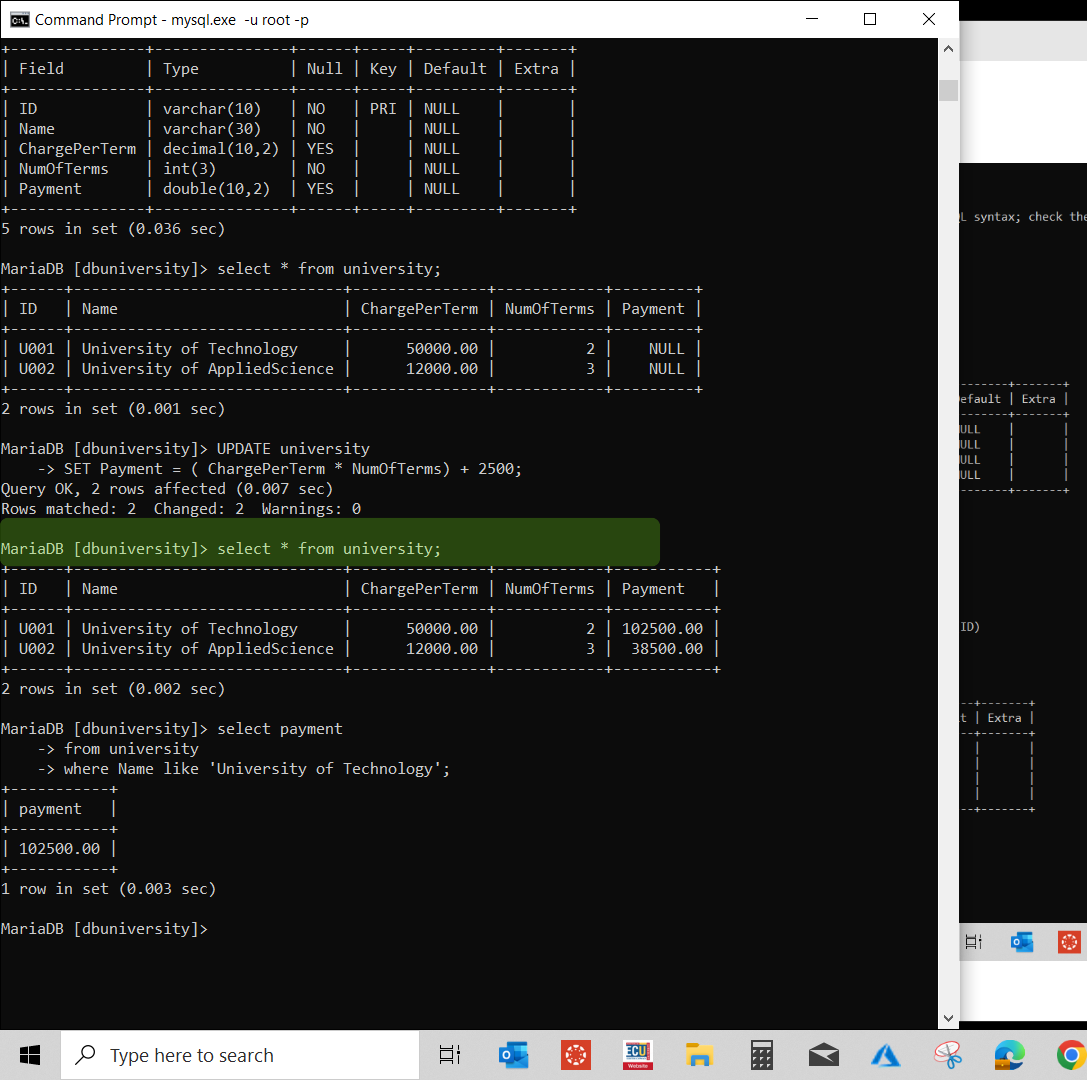 Command Prompt - mysql.exe  -u root -p
+---------------+---------------+------+-----+---------+-------+
| Field         | Type          | Null | Key | Default | Extra |
+---------------+---------------+------+-----+---------+-------+
| ID            | varchar(10)   | NO   | PRI | NULL    |       |
| Name          | varchar(30)   | NO   |     | NULL    |       |
| ChargePerTerm | decimal(10,2) | YES  |     | NULL    |       |
| NumOfTerms    | int(3)        | NO   |     | NULL    |       |
| Payment       | double(10,2)  | YES  |     | NULL    |       |
+---------------+---------------+------+-----+---------+-------+
5 rows in set (0.036 sec)
MariaDB [dbuniversity]> select * from university;
+------+------------------------------+---------------+------------+---------+
| ID   | Name                         | ChargePerTerm | NumOfTerms | Payment |
+------+------------------------------+---------------+------------+---------+
| U001 | University of Technology     |      50000.00 |          2 |    NULL |
| U002 | University of AppliedScience |      12000.00 |          3 |    NULL |
+------+------------------------------+---------------+------------+---------+
2 rows in set (0.001 sec)
MariaDB [dbuniversity]> UPDATE university
    -> SET Payment = ( ChargePerTerm * NumOfTerms) + 2500;
Query OK, 2 rows affected (0.007 sec)
Rows matched: 2  Changed: 2  Warnings: 0
MariaDB [dbuniversity]> select * from university;
+------+------------------------------+---------------+------------+-----------+
| ID   | Name                         | ChargePerTerm | NumOfTerms | Payment   |
+------+------------------------------+---------------+------------+-----------+
| U001 | University of Technology     |      50000.00 |          2 | 102500.00 |
| U002 | University of AppliedScience |      12000.00 |          3 |  38500.00 |
+------+------------------------------+---------------+------------+-----------+
2 rows in set (0.002 sec)
MariaDB [dbuniversity]> select payment
    -> from university
    -> where Name like 'University of Technology';
+-----------+
| payment   |
+-----------+
| 102500.00 |
+-----------+
1 row in set (0.003 sec)
MariaDB [dbuniversity]>
L syntax; check the
-------+-------+
efault | Extra |
-------+-------+
ULL    |       |
ULL    |       |
ULL    |       |
ULL    |       |
-------+-------+
ID)
--+-------+
t | Extra |
--+-------+
  |       |
  |       |
  |       |
  |       |
--+-------+
Type here to search
ECU
Website